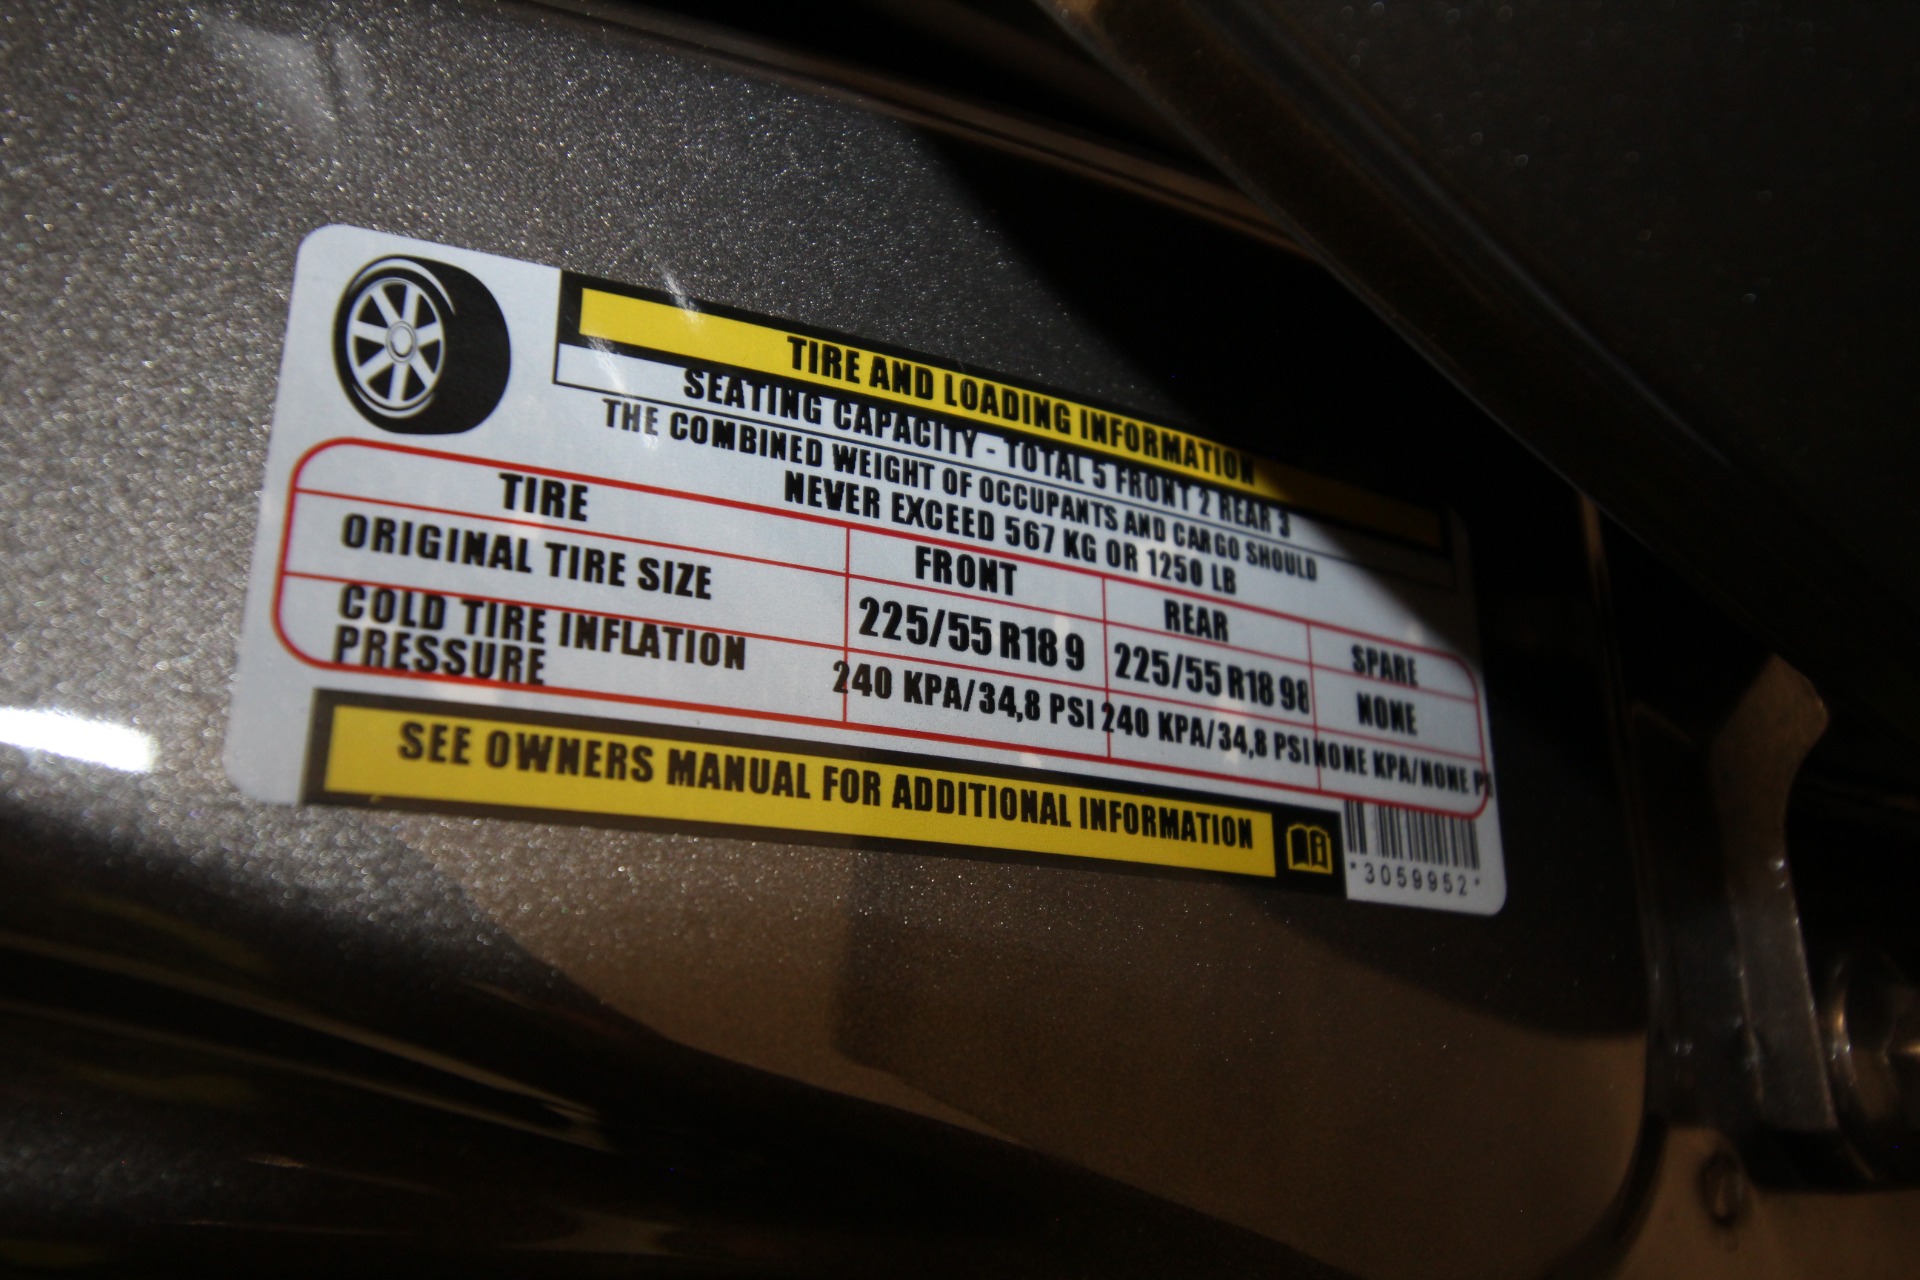 TIRE AND LOADING INFORMATION
SEATING CAPACITY - TOTAL 5 FRONT 2 REAR 3
THE COMBINED WEIGHT OF OCCUPANTS AND CARGO SHOULD
NEVER EXCEED 567 KG OR 1250 LB
TIRE FRONT REAR SPARE
ORIGINAL TIRE SIZE 225/55 R18 9 225/55 R18 98 NONE
COLD TIRE INFLATION
PRESSURE 240 KPA/34,8 PSI 240 KPA/34,8 PSI NONE KPA/NONE P
SEE OWNERS MANUAL FOR ADDITIONAL INFORMATION
*3059952*